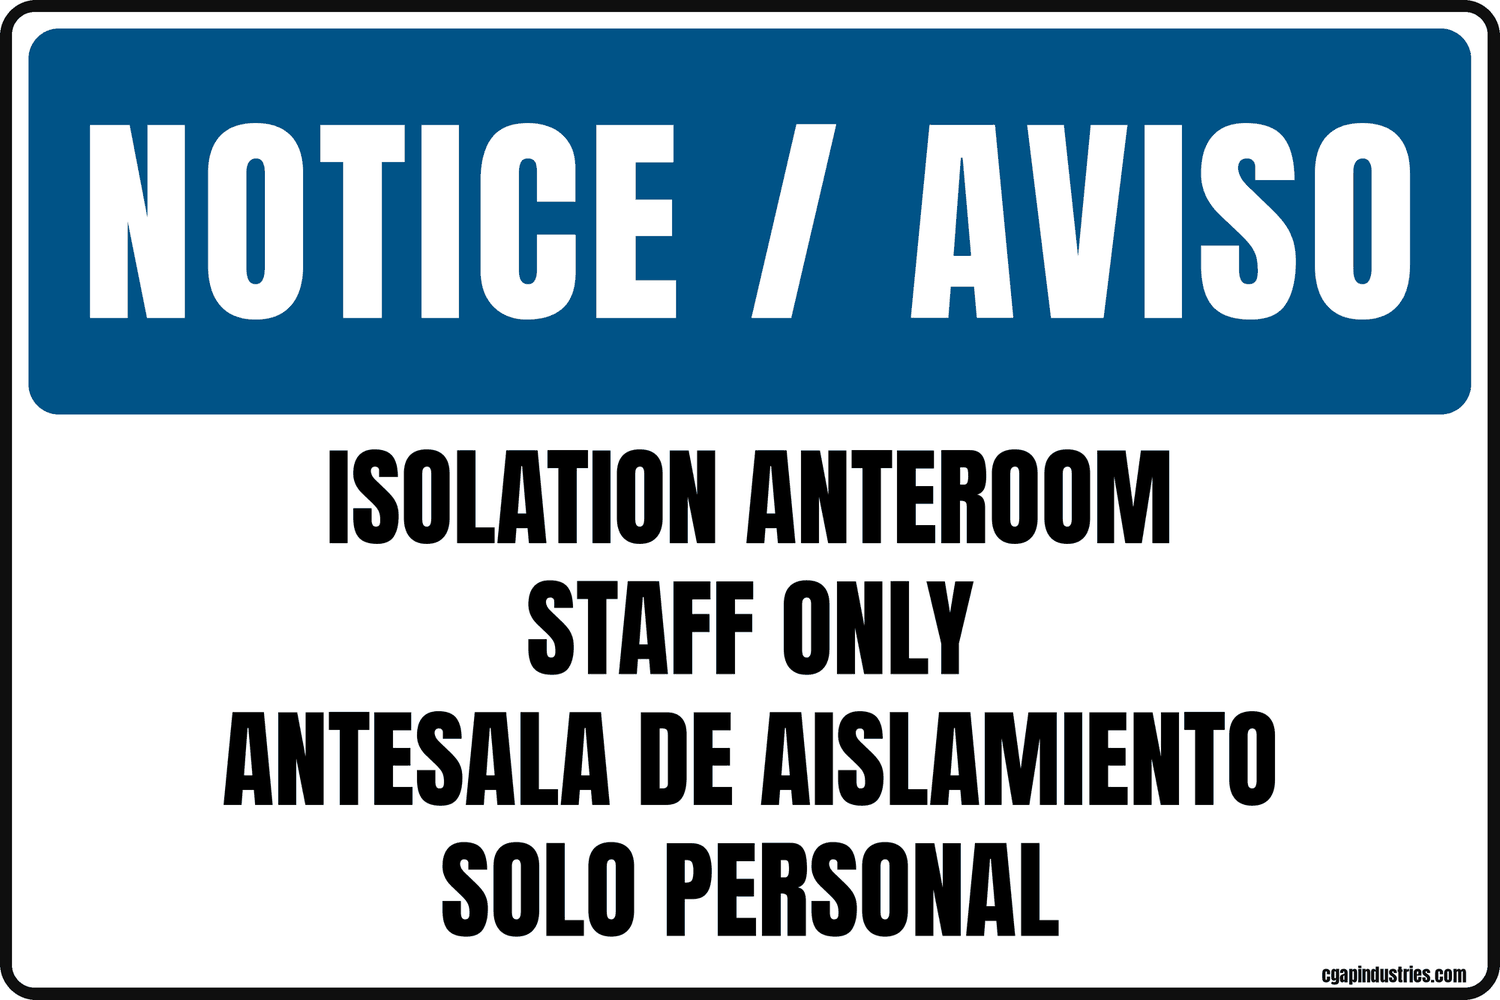 NOTICE / AVISO
ISOLATION ANTEROOM
STAFF ONLY
ANTESALA DE AISLAMIENTO
SOLO PERSONAL
cgapindustries.com